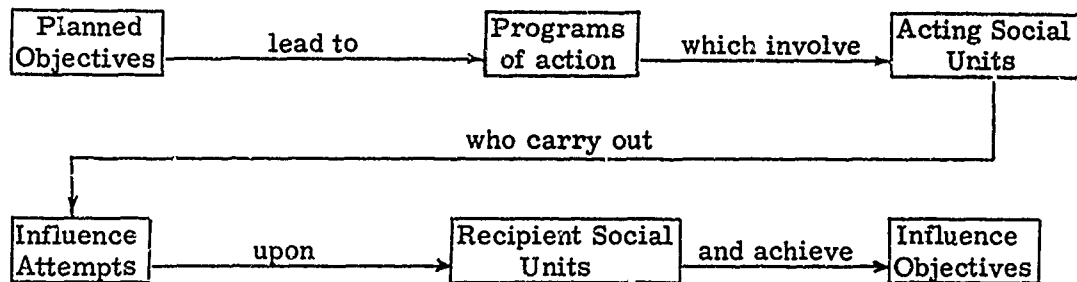 Planned
Objectives
lead to
Programs
of action
which involve
Acting Social
Units
who carry out
Influence
Attempts
upon
Recipient Social
Units
and achieve
Influence
Objectives